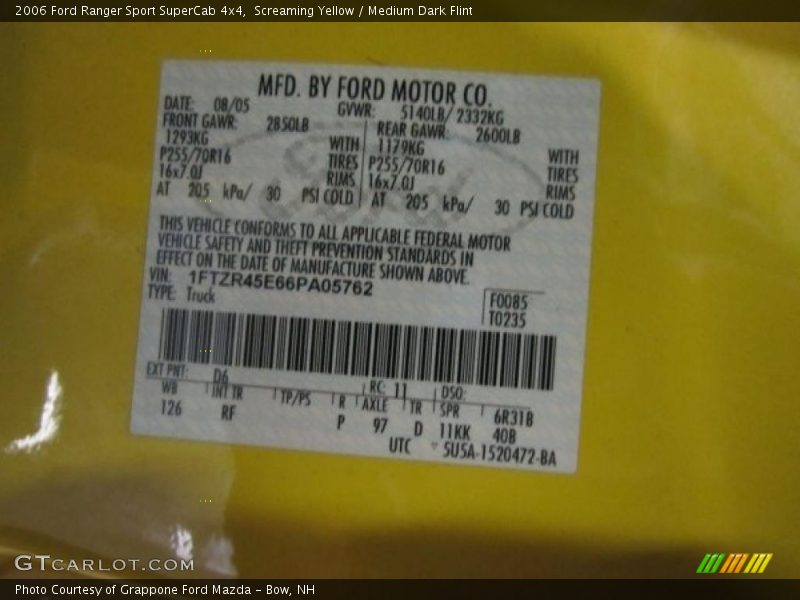 2006 Ford Ranger Sport SuperCab 4x4,  Screaming Yellow / Medium Dark Flint
MFD. BY FORD MOTOR CO.
DATE: 08/05 GVWR: 5140LB/ 2332KG
FRONT GAWR: 2850LB REAR GAWR: 2600LB
1293KG WITH 1179KG WITH
P255/70R16 TIRES P255/70R16 TIRES
16x7.0J RIMS 16x7.0J RIMS
AT 205 kPa/ 30 PSI COLD AT 205 kPa/ 30 PSI COLD
THIS VEHICLE CONFORMS TO ALL APPLICABLE FEDERAL MOTOR
VEHICLE SAFETY AND THEFT PREVENTION STANDARDS IN
EFFECT ON THE DATE OF MANUFACTURE SHOWN ABOVE.
VIN: 1FTZR45E66PA05762
TYPE: Truck
F0085
T0235
EXT PNT: D6 RC: 11 DSO:
WB INT TR TP/PS R AXLE TR SPR 6R31B
126 RF P 97 D 11KK 40B
UTC ▽ 5U5A-1520472-BA
GTCARLOT.COM
Photo Courtesy of Grappone Ford Mazda - Bow, NH